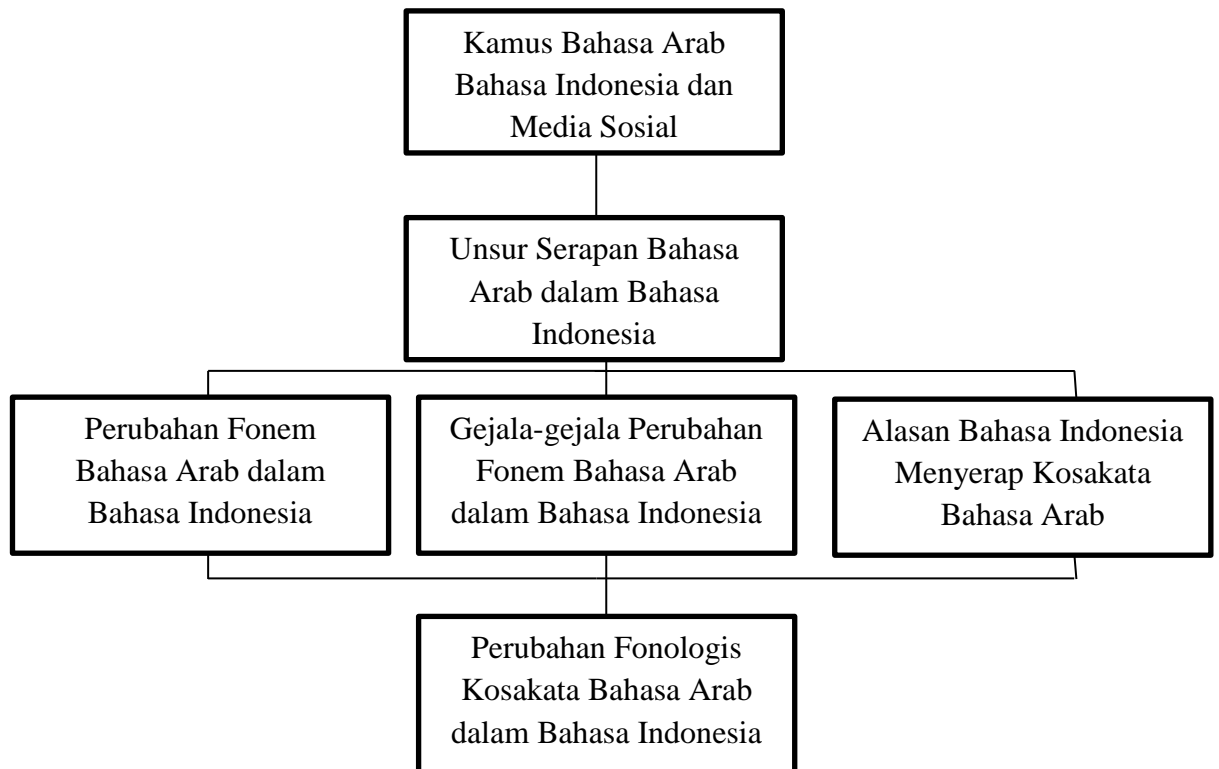 Kamus Bahasa Arab
Bahasa Indonesia dan
Media Sosial
Unsur Serapan Bahasa
Arab dalam Bahasa
Indonesia
Perubahan Fonem
Bahasa Arab dalam
Bahasa Indonesia
Gejala-gejala Perubahan
Fonem Bahasa Arab
dalam Bahasa Indonesia
Alasan Bahasa Indonesia
Menyerap Kosakata
Bahasa Arab
Perubahan Fonologis
Kosakata Bahasa Arab
dalam Bahasa Indonesia